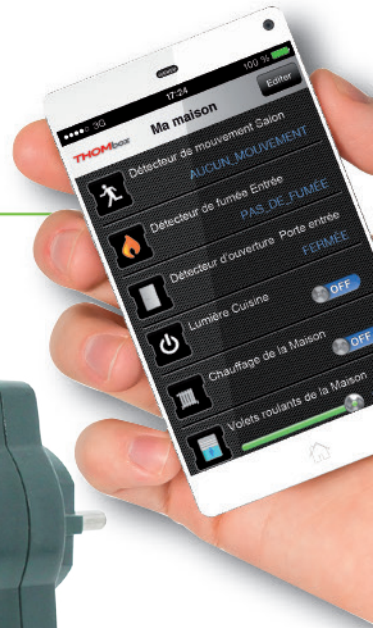 3G
17:24
100 %
THOMbox
Ma maison
Editer
Détecteur de mouvement Salon
AUCUN_MOUVEMENT
Détecteur de fumée Entrée
PAS_DE_FUMÉE
Détecteur d'ouverture Porte entrée
FERMÉE
Lumière Cuisine
OFF
Chauffage de la Maison
OFF
Volets roulants de la Maison